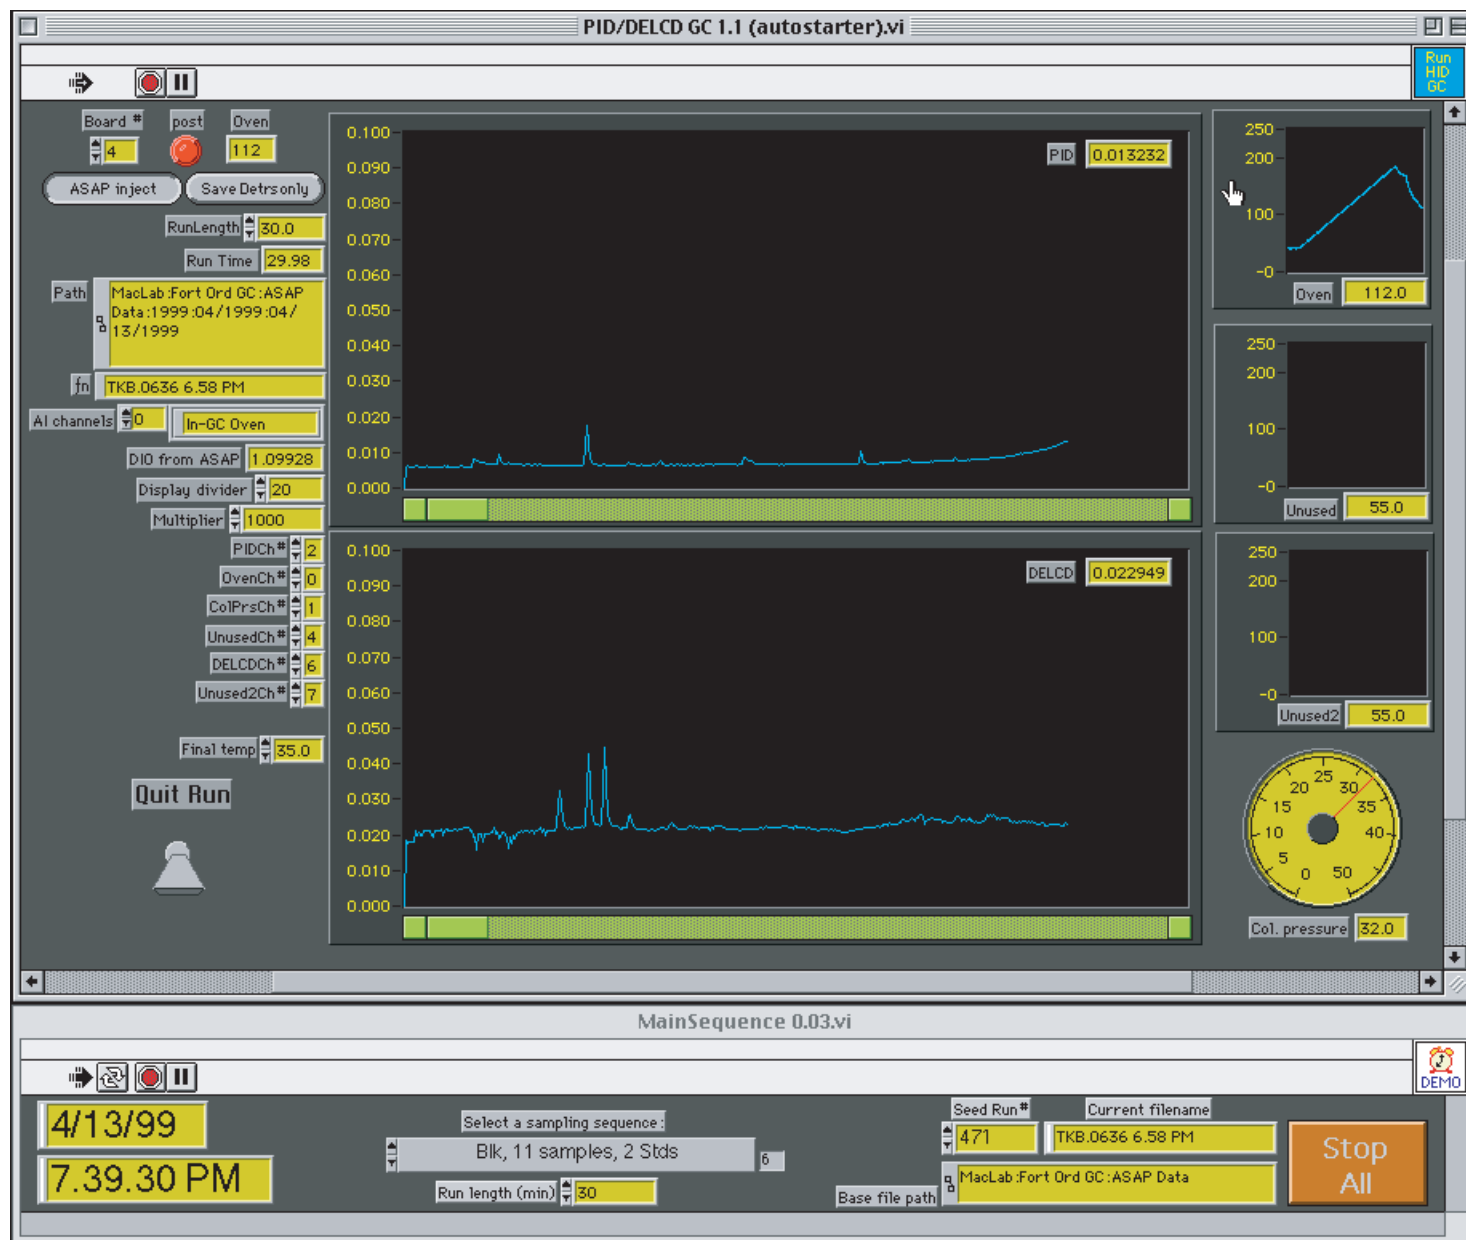 PID/DELCD GC 1.1 (autostarter).vi
Run
HID
GC
Board #
post
Oven
4
112
ASAP inject
Save Detrs only
RunLength
30.0
Run Time
29.98
Path
MacLab:Fort Ord GC:ASAP
Data:1999:04/1999:04/
13/1999
fn
TKB.0636 6.58 PM
AI channels
0
In-GC Oven
DIO from ASAP
1.09928
Display divider
20
Multiplier
1000
PIDCh#
2
OvenCh#
0
ColPrsCh#
1
UnusedCh#
4
DELCDCh#
6
Unused2Ch#
7
Final temp
35.0
Quit Run
0.100
0.090
0.080
0.070
0.060
0.050
0.040
0.030
0.020
0.010
0.000
PID
0.013232
0.100
0.090
0.080
0.070
0.060
0.050
0.040
0.030
0.020
0.010
0.000
DELCD
0.022949
250
200
100
-0
Oven
112.0
250
200
100
-0
Unused
55.0
250
200
100
-0
Unused2
55.0
0
5
10
15
20
25
30
35
40
50
Col. pressure
32.0
MainSequence 0.03.vi
DEMO
4/13/99
7.39.30 PM
Select a sampling sequence:
Blk, 11 samples, 2 Stds
6
Run length (min)
30
Seed Run#
471
Current filename
TKB.0636 6.58 PM
Base file path
MacLab:Fort Ord GC:ASAP Data
Stop
All